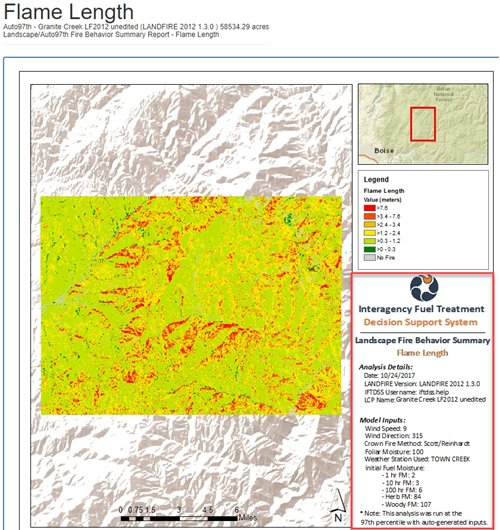 Flame Length
Auto97th - Granite Creek LF2012 unedited (LANDFIRE 2012 1.3.0 ) 58534.29 acres
Landscape/Auto97th Fire Behavior Summary Report - Flame Length
Boise
National
Forest
Boise
Legend
Flame Length
Value (meters)
>7.6
>3.4 - 7.6
>2.4 - 3.4
>1.2 - 2.4
>0.3 - 1.2
>0 - 0.3
No Fire
Interagency Fuel Treatment
Decision Support System
Landscape Fire Behavior Summary
Flame Length
Analysis Details:
Date: 10/24/2017
LANDFIRE Version: LANDFIRE 2012 1.3.0
IFTDSS Username: iftdss.help
LCP Name: Granite Creek LF2012 unedited
Model Inputs:
Wind Speed: 9
Wind Direction: 315
Crown Fire Method: Scott/Reinhardt
Foliar Moisture: 100
Weather Station Used: TOWN CREEK
Initial Fuel Moisture:
- 1 hr FM: 2
- 10 hr FM: 3
- 100 hr FM: 6
- Herb FM: 84
- Woody FM: 107
* Note: This analysis was run at the
97th percentile with auto-generated inputs.
0 0.75 1.5 3 4.5 6
Miles
N